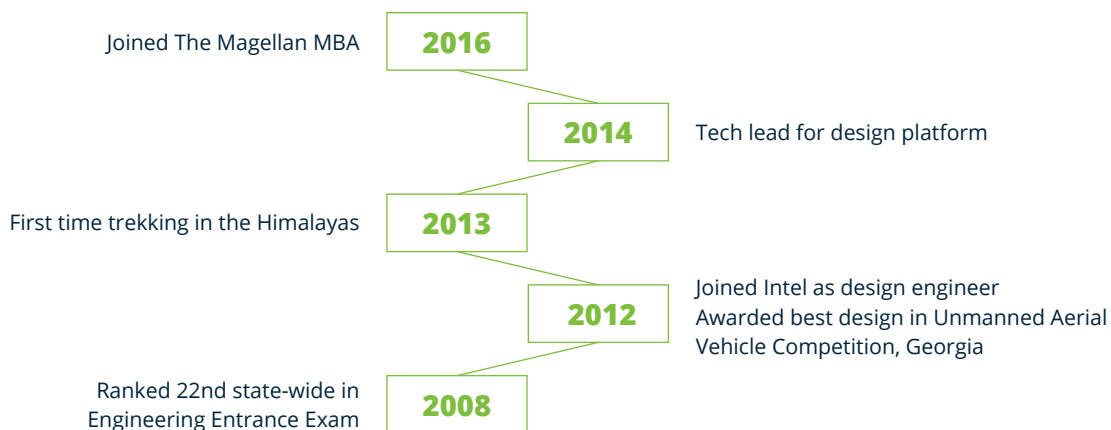 Joined The Magellan MBA
2016
2014
Tech lead for design platform
First time trekking in the Himalayas
2013
2012
Joined Intel as design engineer
Awarded best design in Unmanned Aerial
Vehicle Competition, Georgia
Ranked 22nd state-wide in
Engineering Entrance Exam
2008